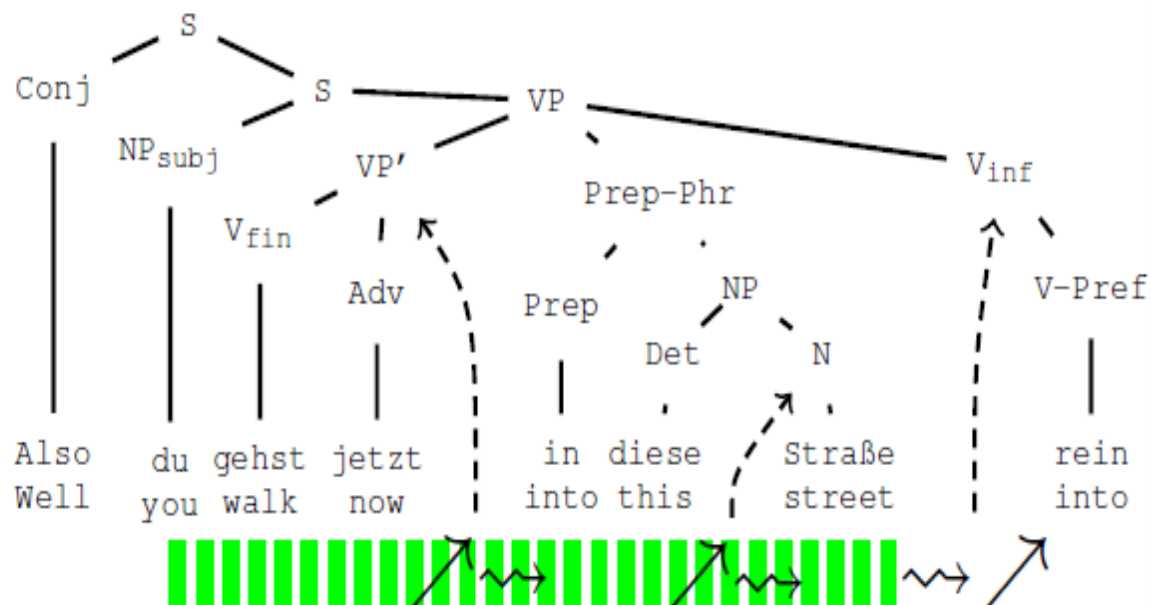 S
Conj S VP
NPsubj VP' Vinf
Prep-Phr
Vfin
Adv Prep NP V-Pref
Det N
Also du gehst jetzt in diese Straße rein
Well you walk now into this street into